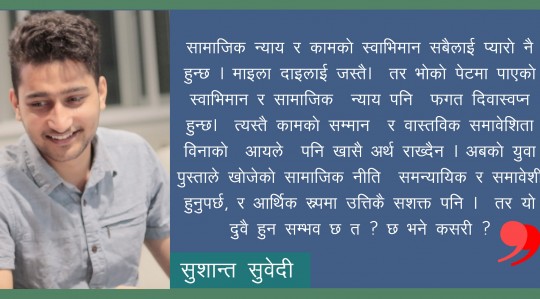 सामाजिक न्याय र कामको स्वाभिमान सबैलाई प्यारो नै
हुन्छ । माइला दाइलाई जस्तै। तर भोको पेटमा पाएको
स्वाभिमान र सामाजिक न्याय पनि फगत दिवास्वप्न
हुन्छ। त्यस्तै कामको सम्मान र वास्तविक समावेशिता
विनाको आयले पनि खासै अर्थ राख्दैन । अबको युवा
पुस्ताले खोजेको सामाजिक नीति समन्यायिक र समावेशी
हुनुपर्छ, र आर्थिक रूपमा उत्तिकै सशक्त पनि । तर यो
दुवै हुन सम्भव छ त ? छ भने कसरी ?
सुशान्त सुवेदी